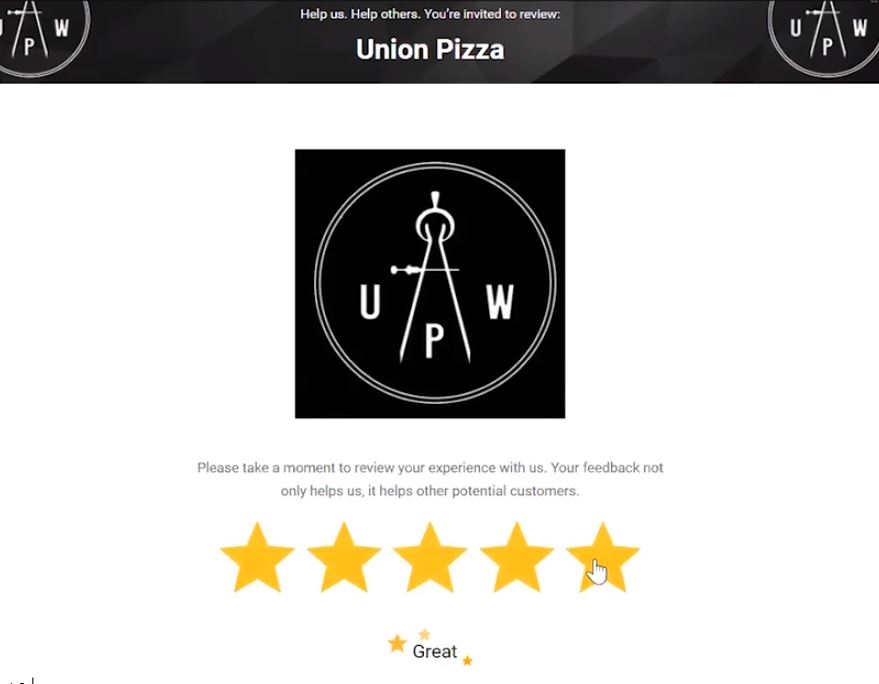 Help us. Help others. You're invited to review:
Union Pizza
U W
P
U W
P
U W
P
Please take a moment to review your experience with us. Your feedback not
only helps us, it helps other potential customers.
Great